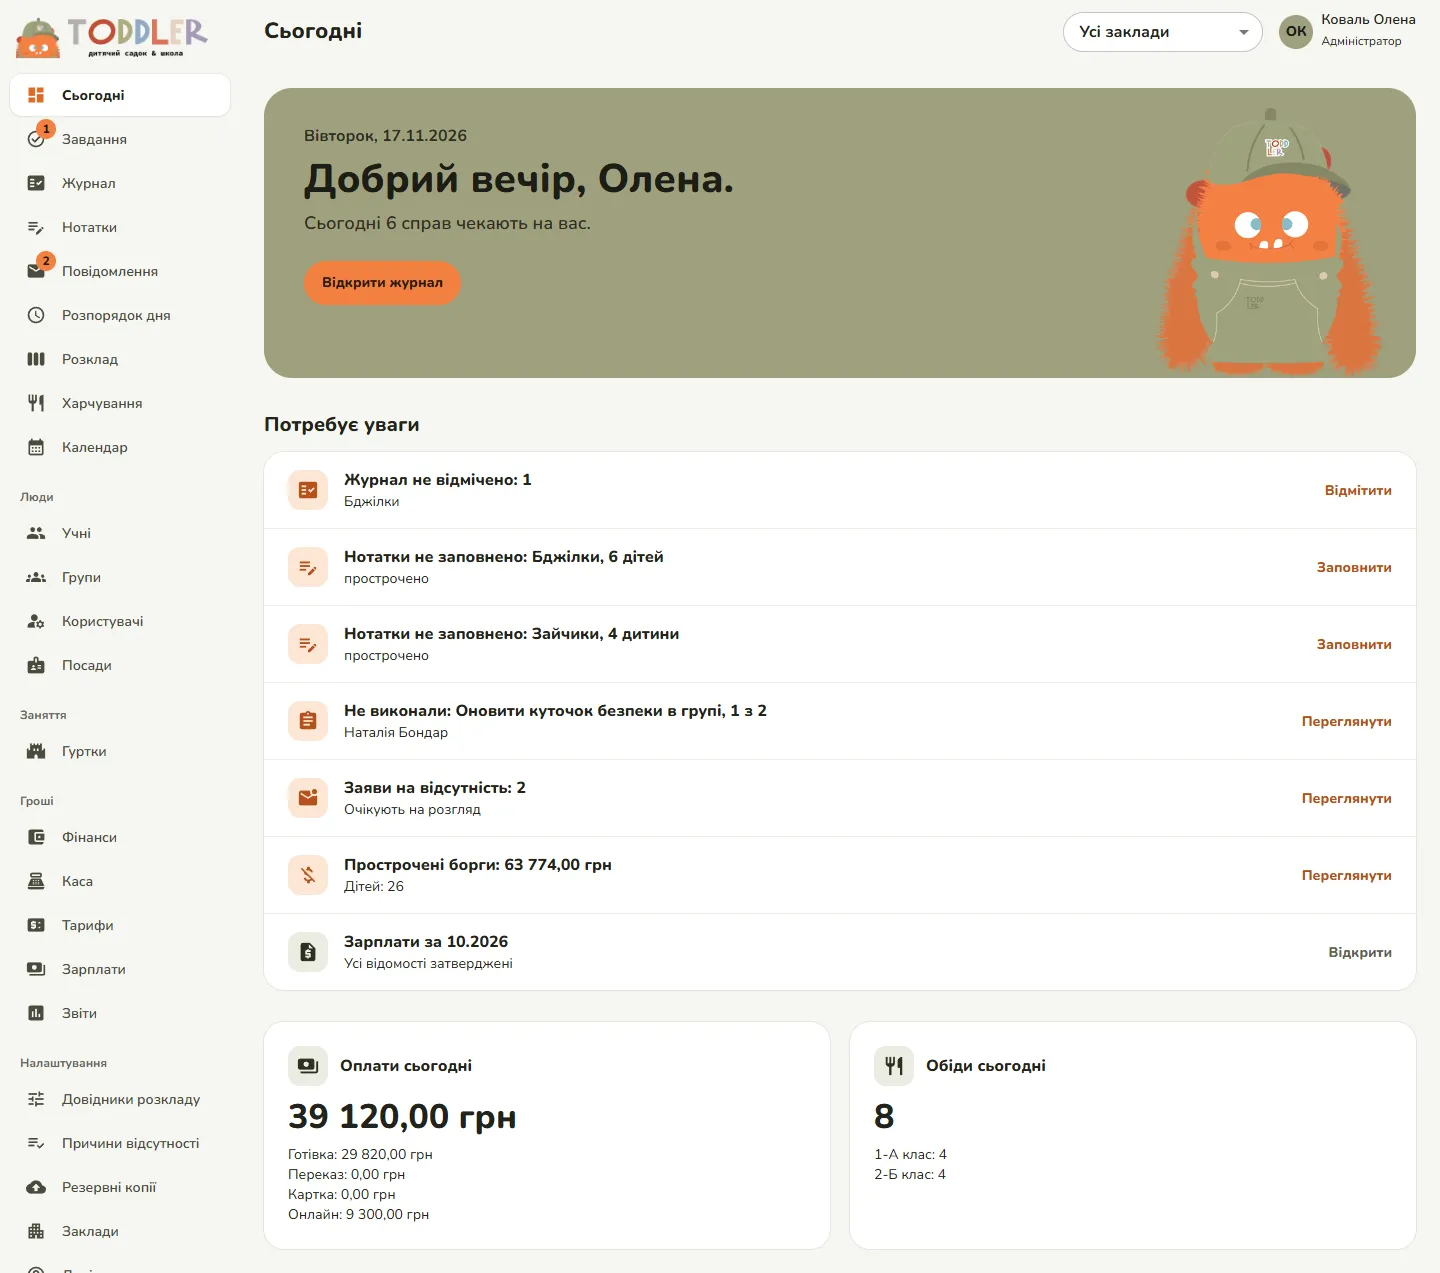 TODDLER
дитячий садок & школа
Сьогодні
1
Завдання
Журнал
Нотатки
2
Повідомлення
Розпорядок дня
Розклад
Харчування
Календар
Люди
Учні
Групи
Користувачі
Посади
Заняття
Гуртки
Гроші
Фінанси
Каса
Тарифи
Зарплати
Звіти
Налаштування
Довідники розкладу
Причини відсутності
Резервні копії
Заклади
Сьогодні
Усі заклади
ОК
Коваль Олена
Адміністратор
Вівторок, 17.11.2026
Добрий вечір, Олена.
Сьогодні 6 справ чекають на вас.
Відкрити журнал
TODD
LER
TODD
LER
Потребує уваги
Журнал не відмічено: 1
Бджілки
Відмітити
Нотатки не заповнено: Бджілки, 6 дітей
прострочено
Заповнити
Нотатки не заповнено: Зайчики, 4 дитини
прострочено
Заповнити
Не виконали: Оновити куточок безпеки в групі, 1 з 2
Наталія Бондар
Переглянути
Заяви на відсутність: 2
Очікують на розгляд
Переглянути
Прострочені борги: 63 774,00 грн
Дітей: 26
Переглянути
Зарплати за 10.2026
Усі відомості затверджені
Відкрити
Оплати сьогодні
39 120,00 грн
Готівка: 29 820,00 грн
Переказ: 0,00 грн
Картка: 0,00 грн
Онлайн: 9 300,00 грн
Обіди сьогодні
8
1-А клас: 4
2-Б клас: 4